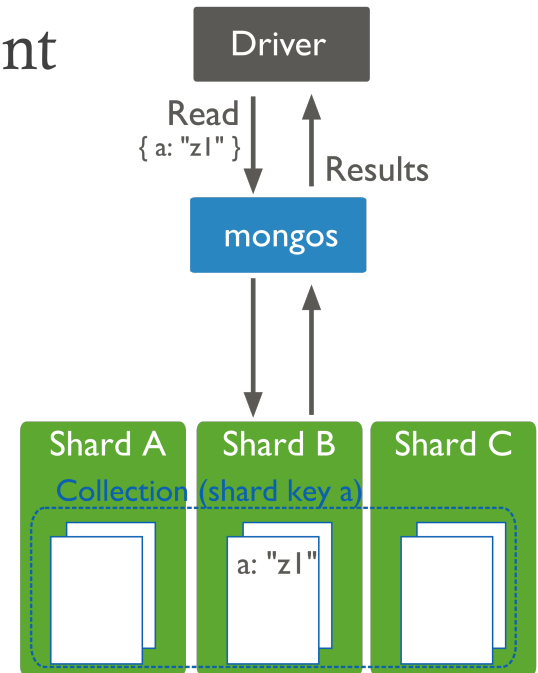 nt
Driver
Read
{ a: "z1" }
Results
mongos
Shard A
Shard B
Shard C
Collection (shard key a)
a: "z1"